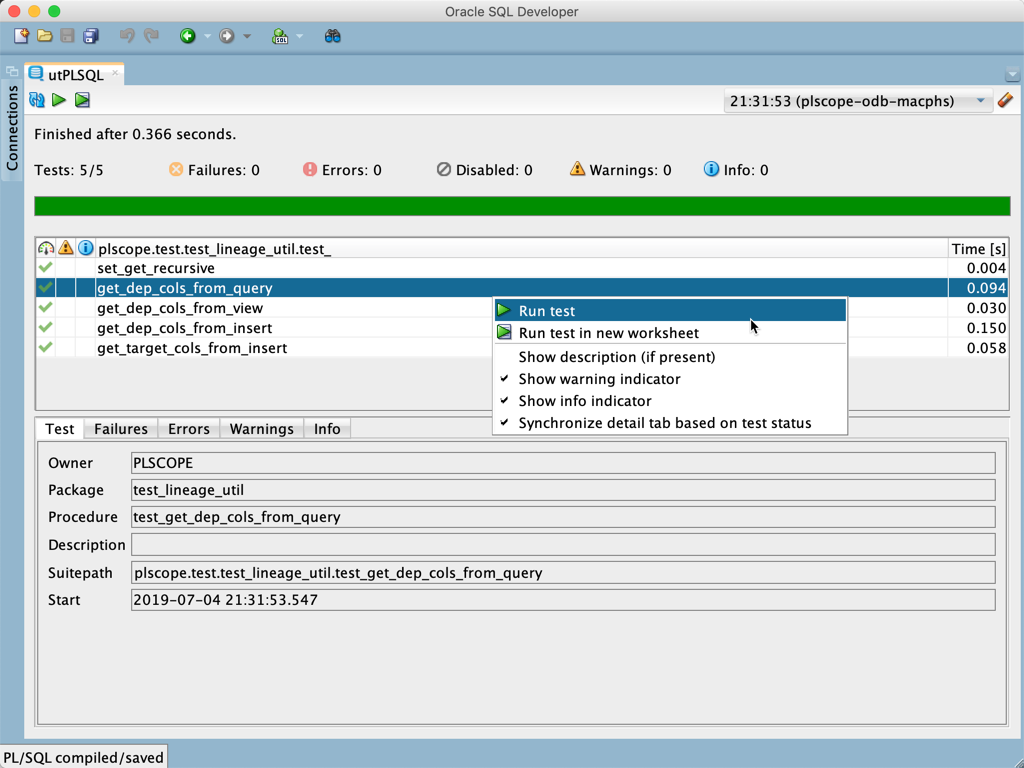 Oracle SQL Developer
SQL
Connections
utPLSQL
21:31:53 (plscope-odb-macphs)
Finished after 0.366 seconds.
Tests: 5/5 Failures: 0 Errors: 0 Disabled: 0 Warnings: 0 Info: 0
plscope.test.test_lineage_util.test_ Time [s]
set_get_recursive 0.004
get_dep_cols_from_query 0.094
get_dep_cols_from_view 0.030
get_dep_cols_from_insert 0.150
get_target_cols_from_insert 0.058
Run test
Run test in new worksheet
Show description (if present)
Show warning indicator
Show info indicator
Synchronize detail tab based on test status
Test Failures Errors Warnings Info
Owner PLSCOPE
Package test_lineage_util
Procedure test_get_dep_cols_from_query
Description
Suitepath plscope.test.test_lineage_util.test_get_dep_cols_from_query
Start 2019-07-04 21:31:53.547
PL/SQL compiled/saved